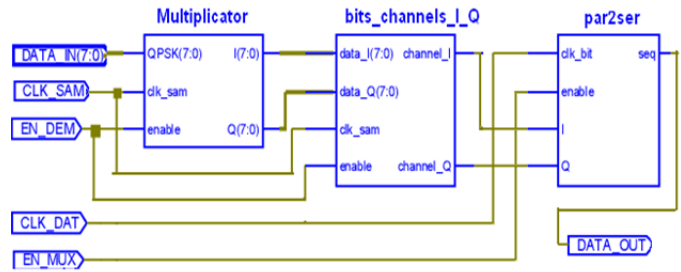 Multiplicator bits_channels_I_Q par2ser
DATA_IN(7:0) QPSK(7:0) I(7:0) data_I(7:0) channel_I clk_bit seq
CLK_SAM clk_sam data_Q(7:0) enable
EN_DEM enable Q(7:0) clk_sam I
enable channel_Q Q
CLK_DAT
DATA_OUT
EN_MUX